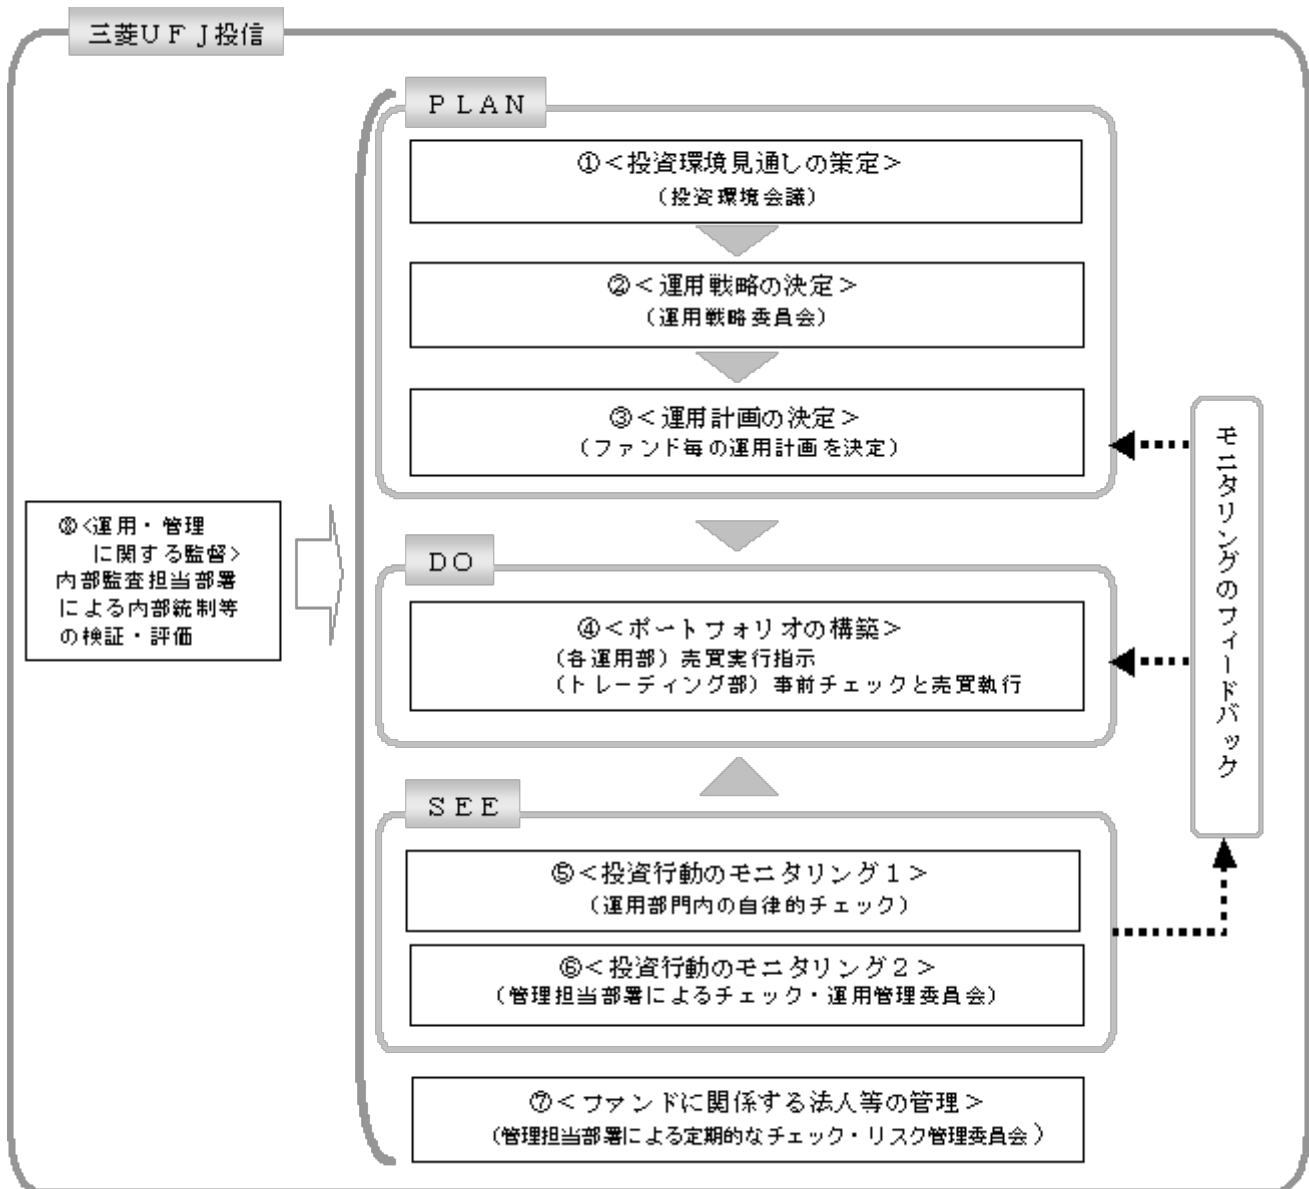 三菱ＵＦＪ投信
ＰＬＡＮ
①＜投資環境見通しの策定＞
（投資環境会議）
②＜運用戦略の決定＞
（運用戦略委員会）
③＜運用計画の決定＞
（ファンド毎の運用計画を決定）
モニタリングのフィードバック
⑧＜運用・管理
に関する監督＞
内部監査担当部署
による内部統制等
の検証・評価
ＤＯ
④＜ポートフォリオの構築＞
（各運用部）売買実行指示
（トレーディング部）事前チェックと売買執行
ＳＥＥ
⑤＜投資行動のモニタリング１＞
（運用部門内の自律的チェック）
⑥＜投資行動のモニタリング２＞
（管理担当部署によるチェック・運用管理委員会）
⑦＜ファンドに関係する法人等の管理＞
（管理担当部署による定期的なチェック・リスク管理委員会）